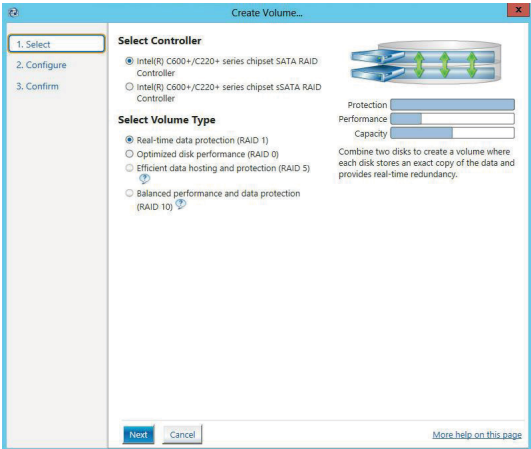 Create Volume...
x
1. Select
2. Configure
3. Confirm
Select Controller
Intel(R) C600+/C220+ series chipset SATA RAID
Controller
Intel(R) C600+/C220+ series chipset sSATA RAID
Controller
Select Volume Type
Real-time data protection (RAID 1)
Optimized disk performance (RAID 0)
Efficient data hosting and protection (RAID 5)
?
Balanced performance and data protection
(RAID 10) ?
Protection
Performance
Capacity
Combine two disks to create a volume where
each disk stores an exact copy of the data and
provides real-time redundancy.
Next
Cancel
More help on this page